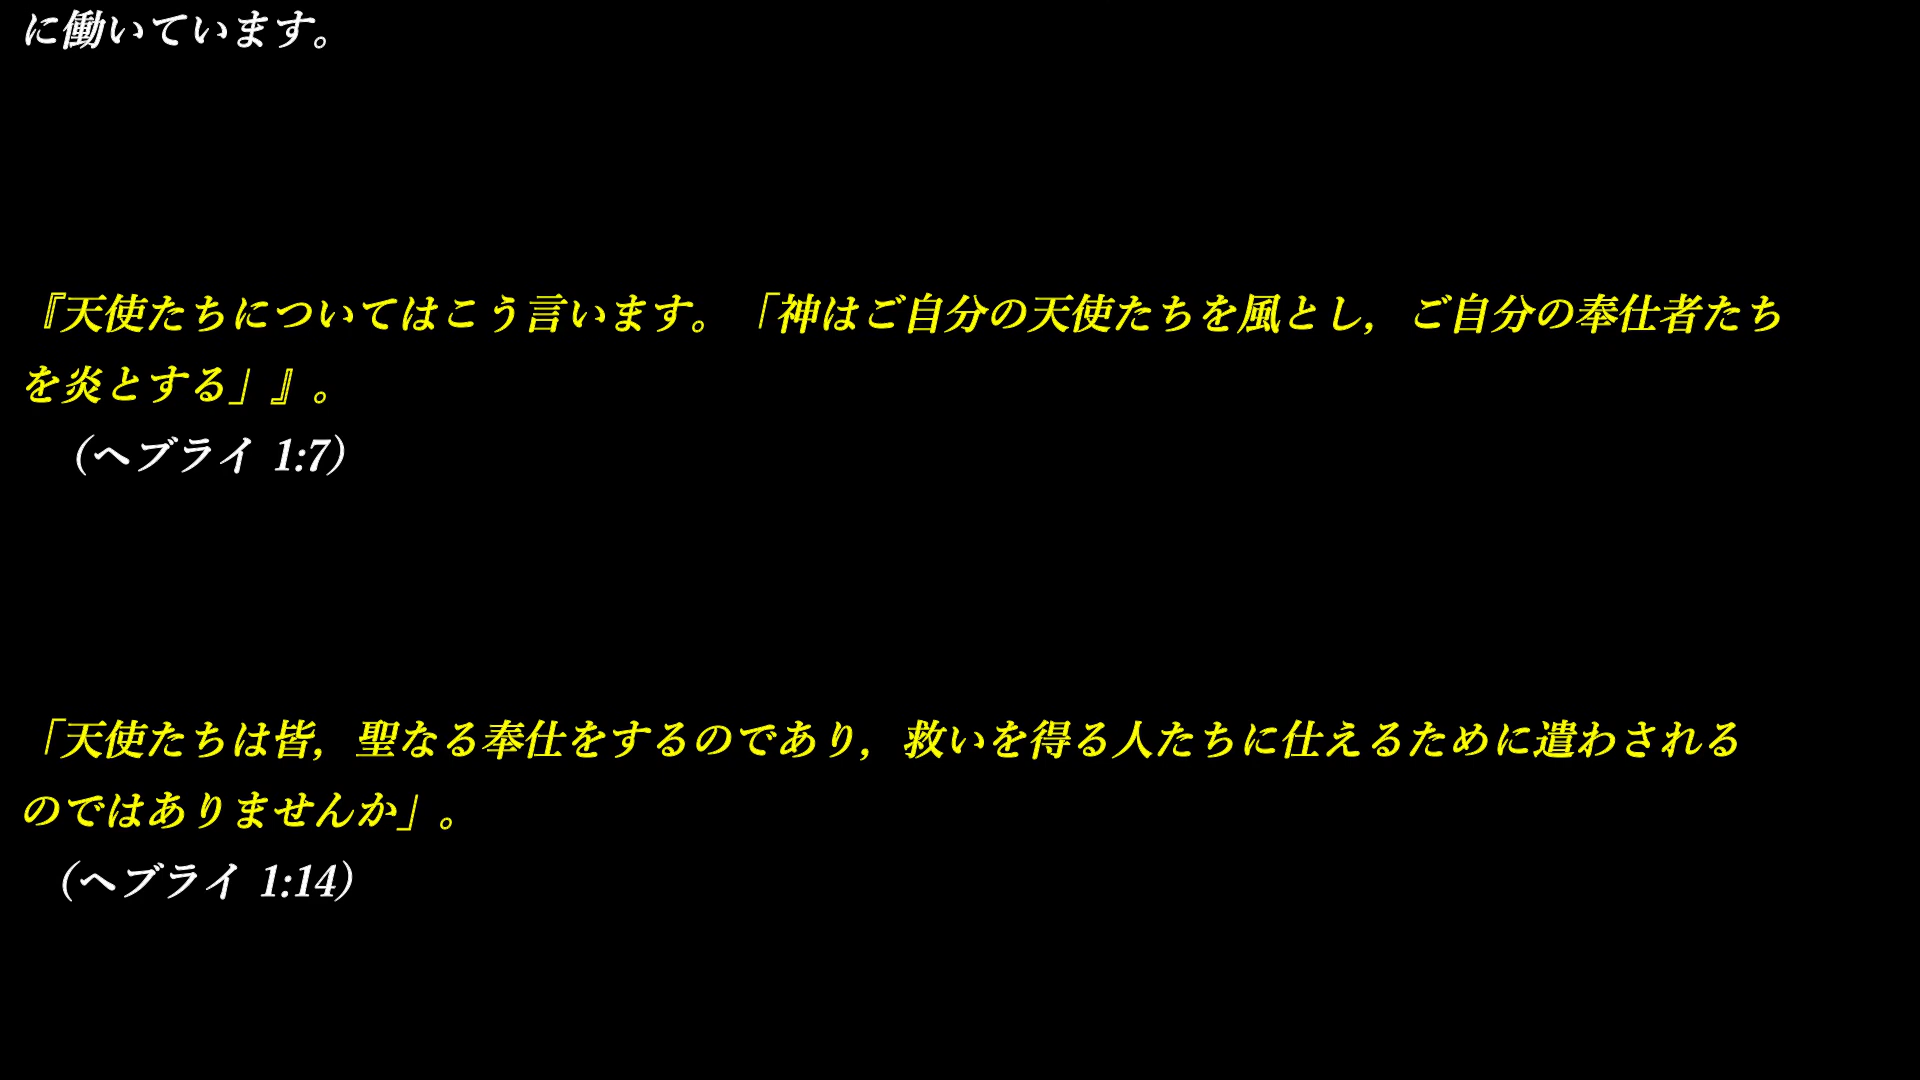 に働いています。
『天使たちについてはこう言います。「神はご自分の天使たちを風とし，ご自分の奉仕者たち
を炎とする」』。
（ヘブライ 1:7）
「天使たちは皆，聖なる奉仕をするのであり，救いを得る人たちに仕えるために遣わされる
のではありませんか」。
（ヘブライ 1:14）